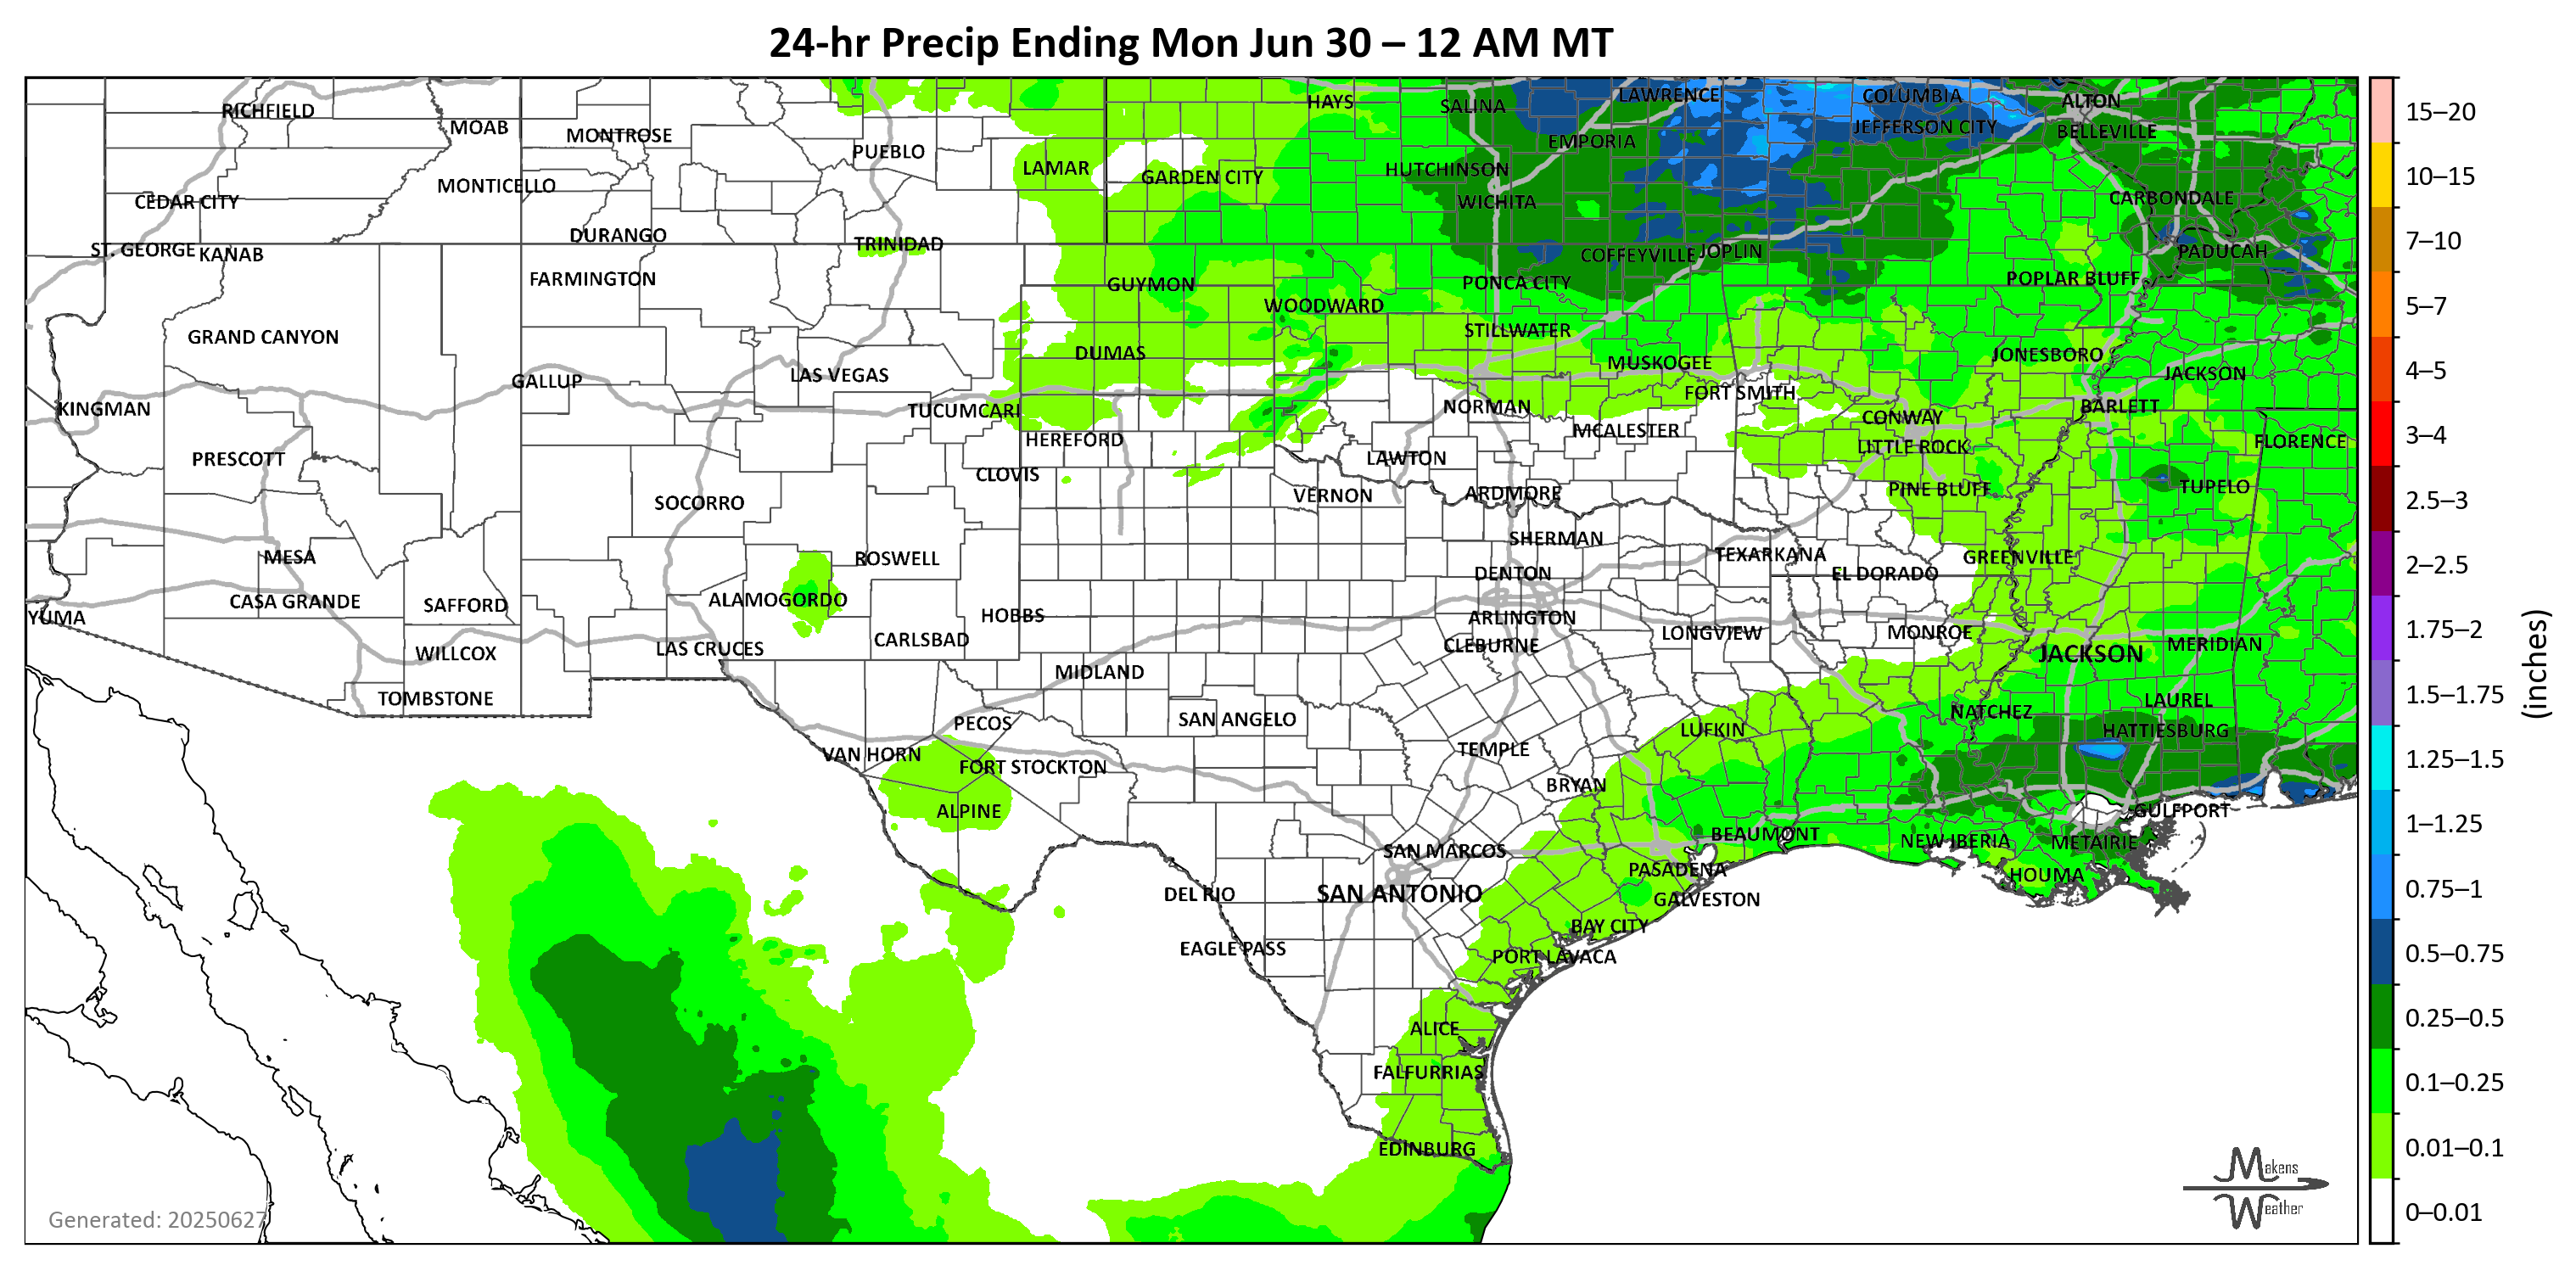 24-hr Precip Ending Mon Jun 30 – 12 AM MT
RICHFIELD
MOAB
MONTROSE
PUEBLO
LAMAR
HAYS
SALINA
LAWRENCE
COLUMBIA
ALTON
EMPORIA
JEFFERSON CITY
BELLEVILLE
MONTICELLO
GARDEN CITY
HUTCHINSON
CEDAR CITY
WICHITA
CARBONDALE
ST. GEORGE
KANAB
DURANGO
TRINIDAD
COFFEYVILLE
JOPLIN
PADUCAH
FARMINGTON
GUYMON
PONCA CITY
POPLAR BLUFF
WOODWARD
GRAND CANYON
STILLWATER
DUMAS
MUSKOGEE
JONESBORO
GALLUP
LAS VEGAS
FORT SMITH
JACKSON
KINGMAN
TUCUMCARI
NORMAN
CONWAY
BARLETT
HEREFORD
MCALESTER
LITTLE ROCK
FLORENCE
PRESCOTT
CLOVIS
LAWTON
SOCORRO
VERNON
ARDMORE
PINE BLUFF
TUPELO
MESA
ROSWELL
SHERMAN
TEXARKANA
GREENVILLE
DENTON
EL DORADO
CASA GRANDE
SAFFORD
ALAMOGORDO
YUMA
HOBBS
ARLINGTON
CARLSBAD
CLEBURNE
LONGVIEW
MONROE
WILLCOX
LAS CRUCES
JACKSON
MERIDIAN
MIDLAND
TOMBSTONE
PECOS
SAN ANGELO
NATCHEZ
LAUREL
LUFKIN
HATTIESBURG
VAN HORN
FORT STOCKTON
TEMPLE
BRYAN
ALPINE
GULFPORT
BEAUMONT
NEW IBERIA
METAIRIE
SAN MARCOS
PASADENA
HOUMA
DEL RIO
SAN ANTONIO
GALVESTON
BAY CITY
EAGLE PASS
PORT LAVACA
ALICE
FALFURRIAS
EDINBURG
Generated: 20250627
Makens
Weather
15–20
10–15
7–10
5–7
4–5
3–4
2.5–3
2–2.5
1.75–2
1.5–1.75
1.25–1.5
1–1.25
0.75–1
0.5–0.75
0.25–0.5
0.1–0.25
0.01–0.1
0–0.01
(inches)